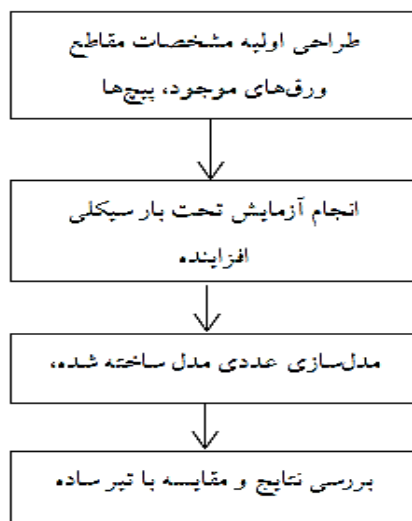 طراحی اولیه مشخصات مقاطع
ورق‌های موجود، پیچ‌ها
انجام آزمایش تحت بار سیکلی
افزاینده
مدل‌سازی عددی مدل ساخته شده،
بررسی نتایج و مقایسه با تیر ساده